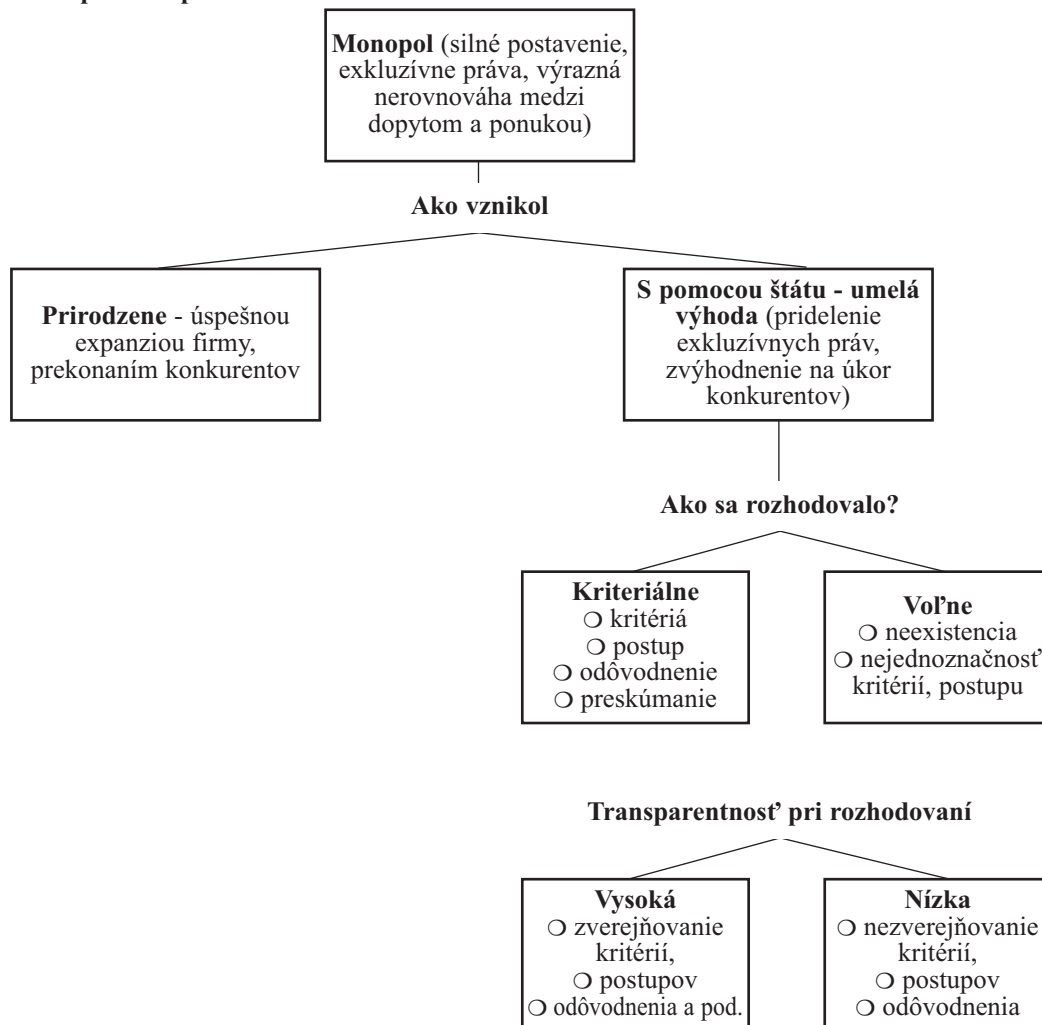 Monopol (silné postavenie,
exkluzívne práva, výrazná
nerovnováha medzi
dopytom a ponukou)
Ako vznikol
Prirodzene - úspešnou
expanziou firmy,
prekonaním konkurentov
S pomocou štátu - umelá
výhoda (pridelenie
exkluzívnych práv,
zvýhodnenie na úkor
konkurentov)
Ako sa rozhodovalo?
Kriteriálne
❍ kritériá
❍ postup
❍ odôvodnenie
❍ preskúmanie
Voľne
❍ neexistencia
❍ nejednoznačnosť
kritérií, postupu
Transparentnosť pri rozhodovaní
Vysoká
❍ zverejňovanie
kritérií,
❍ postupov
❍ odôvodnenia a pod.
Nízka
❍ nezverejňovanie
kritérií,
❍ postupov
❍ odôvodnenia